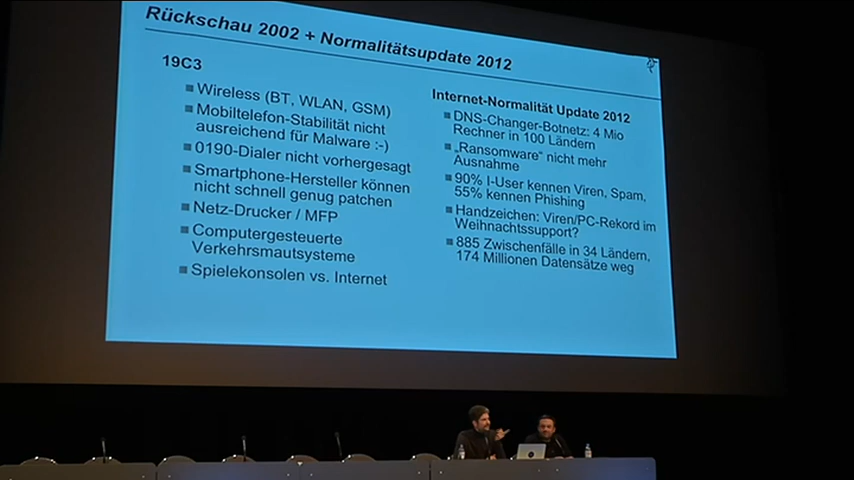 Rückschau 2002 + Normalitätsupdate 2012
19C3
Wireless (BT, WLAN, GSM)
Mobiltelefon-Stabilität nicht
ausreichend für Malware :-)
0190-Dialer nicht vorhergesagt
Smartphone-Hersteller können
nicht schnell genug patchen
Netz-Drucker / MFP
Computergesteuerte
Verkehrsmautsysteme
Spielekonsolen vs. Internet
Internet-Normalität Update 2012
DNS-Changer-Botnetz: 4 Mio
Rechner in 100 Ländern
„Ransomware“ nicht mehr
Ausnahme
90% I-User kennen Viren, Spam,
55% kennen Phishing
Handzeichen: Viren/PC-Rekord im
Weihnachtssupport?
885 Zwischenfälle in 34 Ländern,
174 Millionen Datensätze weg